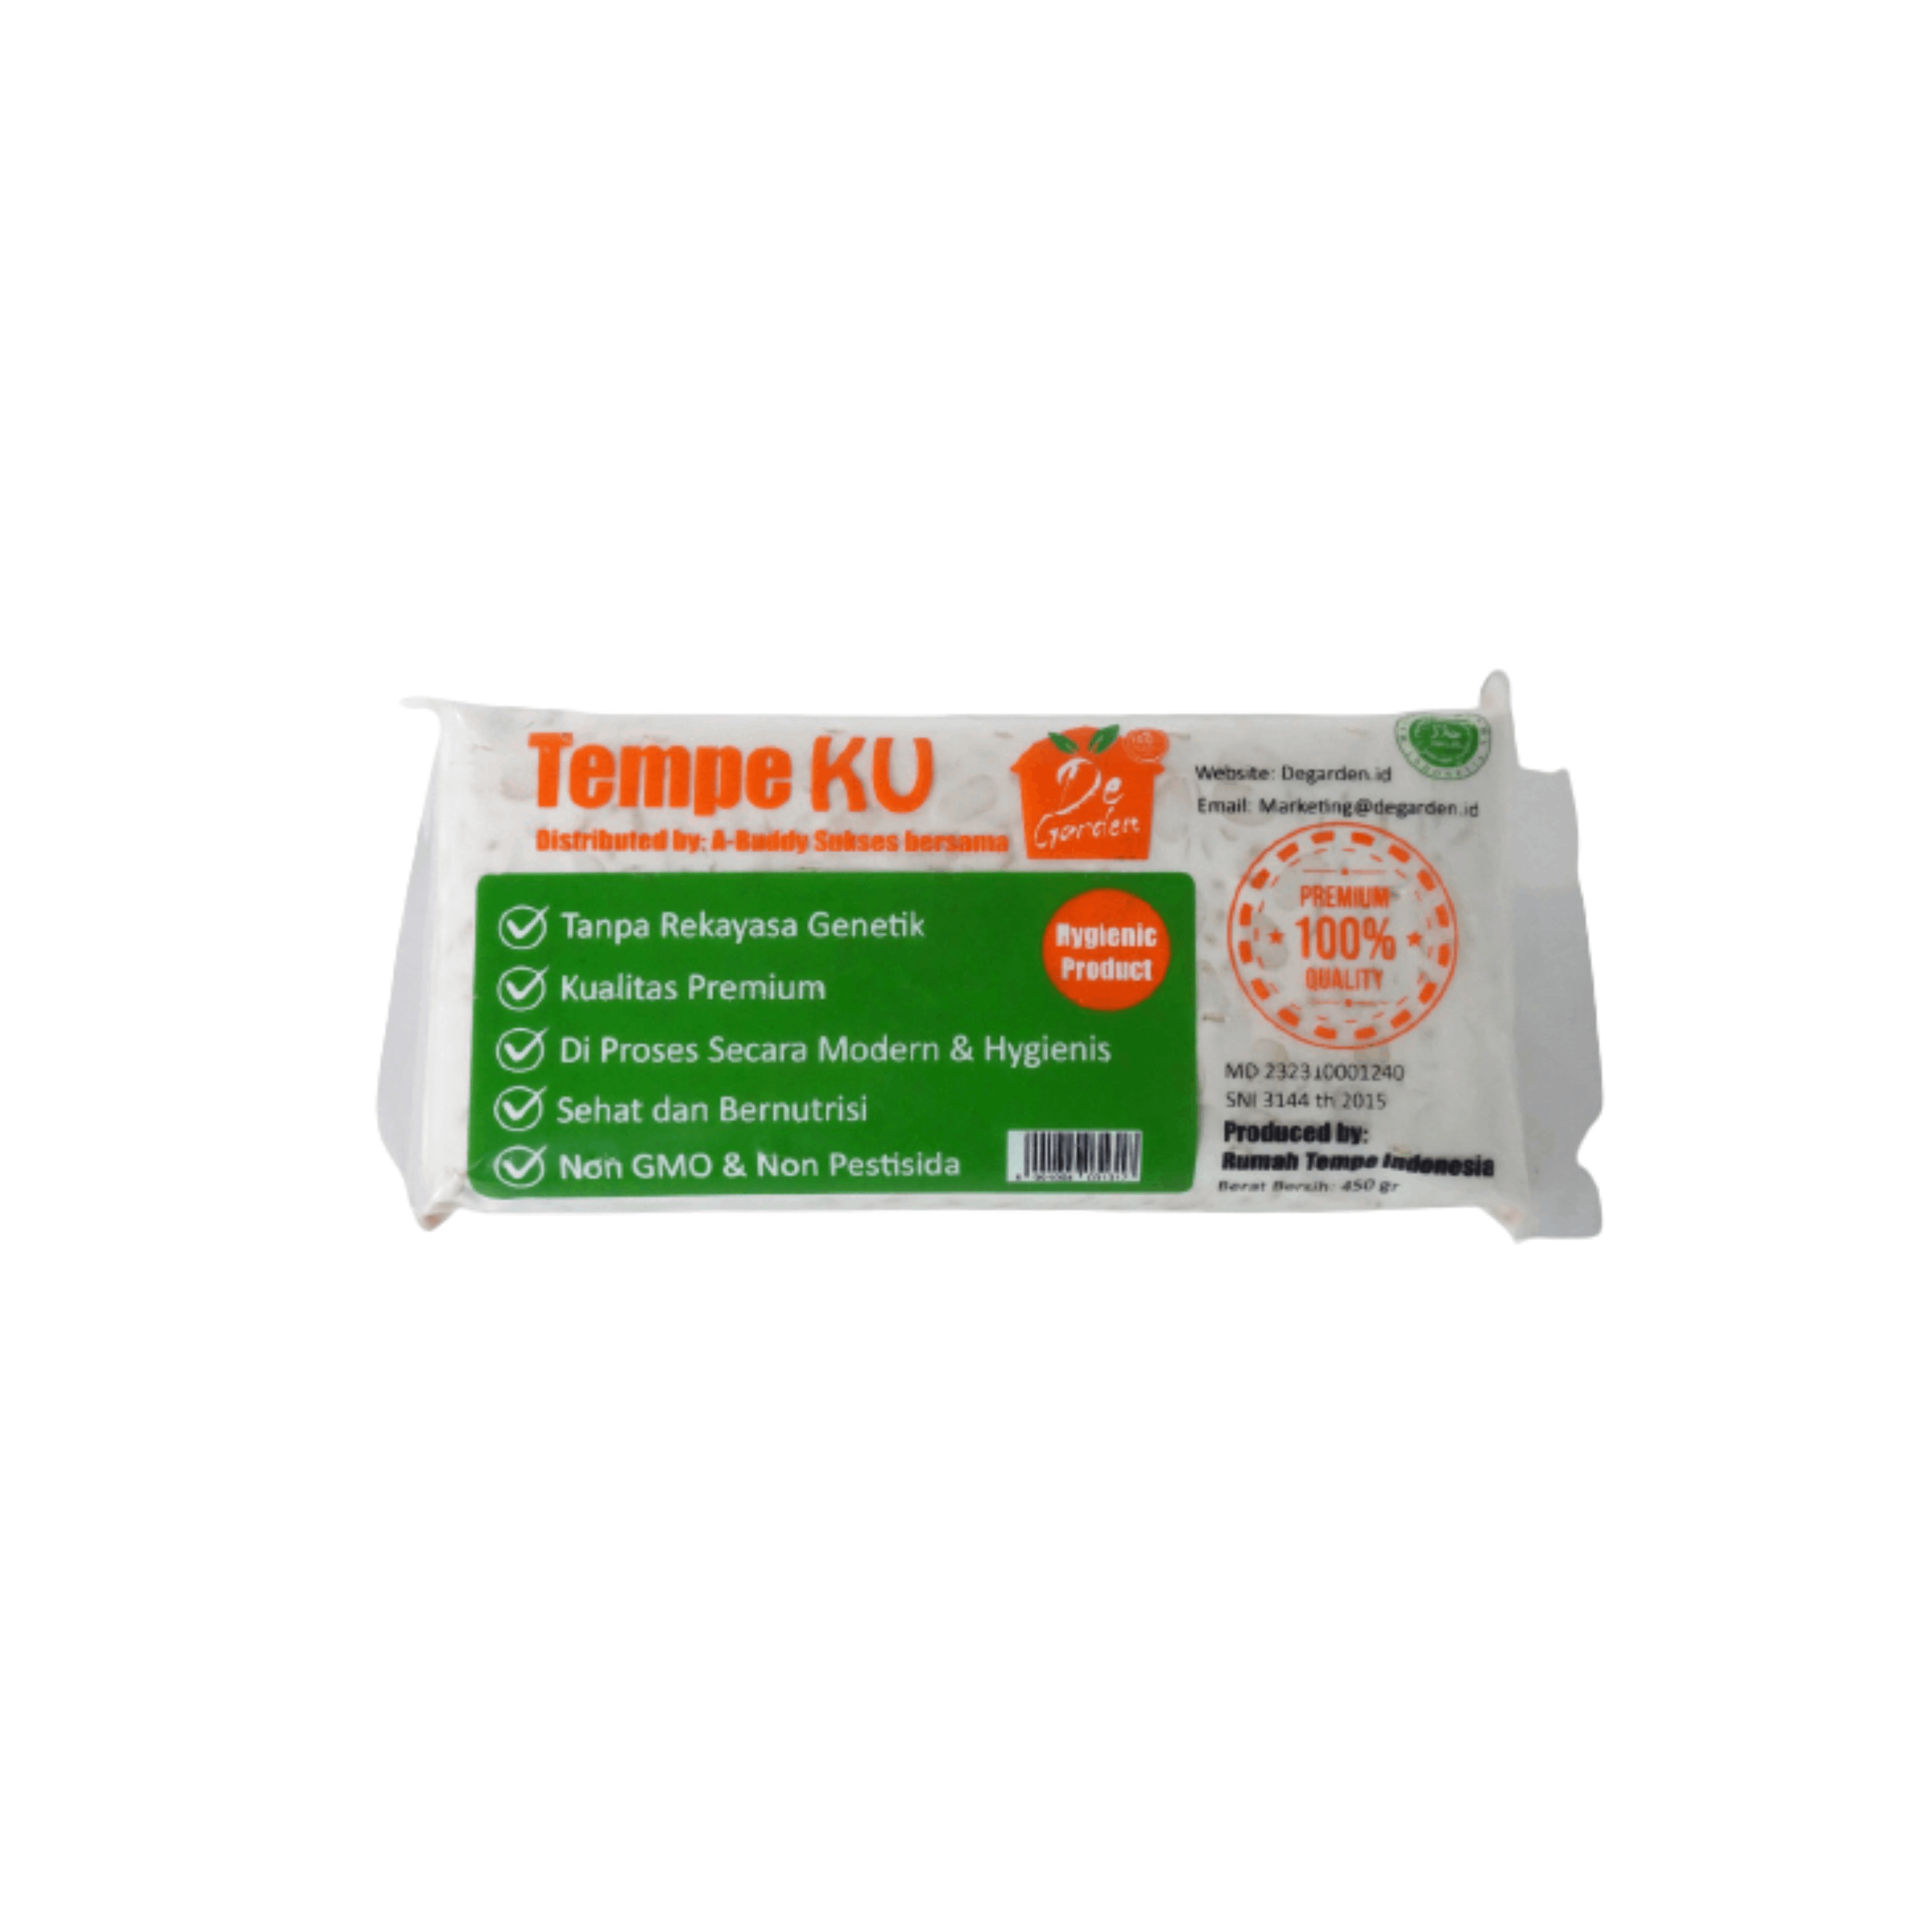 Tempe KU
Distributed by: A-Buddy Sukses bersama
De
Garden
Website: Degarden.id
Email: Marketing@degarden.id
Tanpa Rekayasa Genetik
Kualitas Premium
Di Proses Secara Modern & Hygienis
Sehat dan Bernutrisi
Non GMO & Non Pestisida
Hygienic
Product
PREMIUM
100%
QUALITY
MD 232310001240
SNI 3144 th 2015
Produced by:
Rumah Tempe Indonesia
Berat Bersih: 450 gr